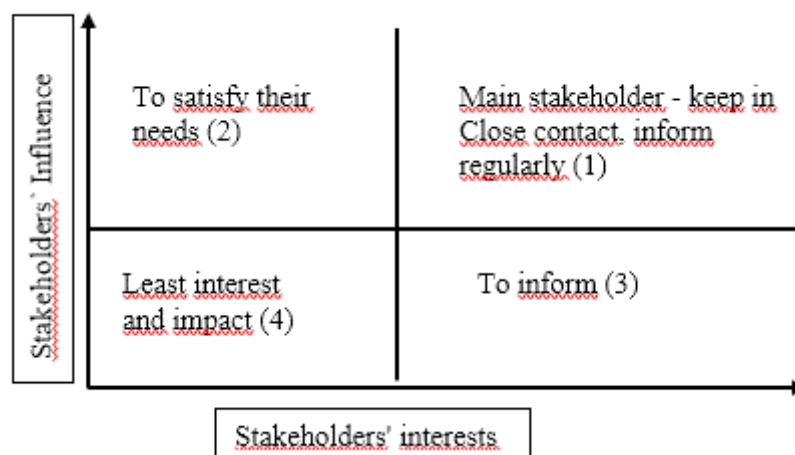 Stakeholders` Influence
To satisfy their
needs (2)
Main stakeholder - keep in
Close contact, inform
regularly (1)
Least interest
and impact (4)
To inform (3)
Stakeholders' interests